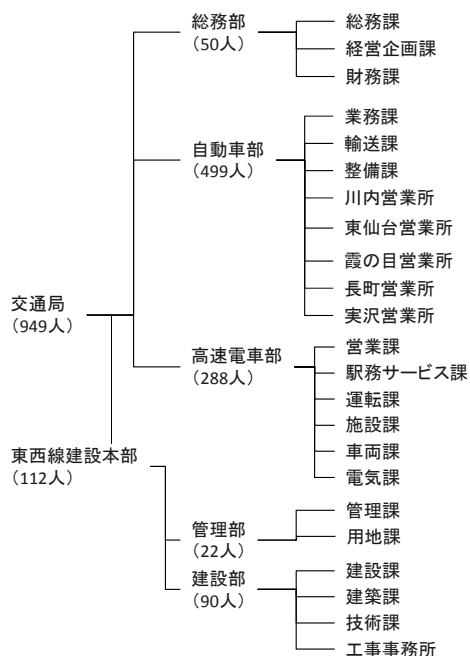 総務部
(50人)
総務課
経営企画課
財務課
自動車部
(499人)
業務課
輸送課
整備課
川内営業所
東仙台営業所
霞の目営業所
長町営業所
実沢営業所
交通局
(949人)
高速電車部
(288人)
営業課
駅務サービス課
運転課
施設課
車両課
電気課
東西線建設本部
(112人)
管理部
(22人)
管理課
用地課
建設部
(90人)
建設課
建築課
技術課
工事事務所